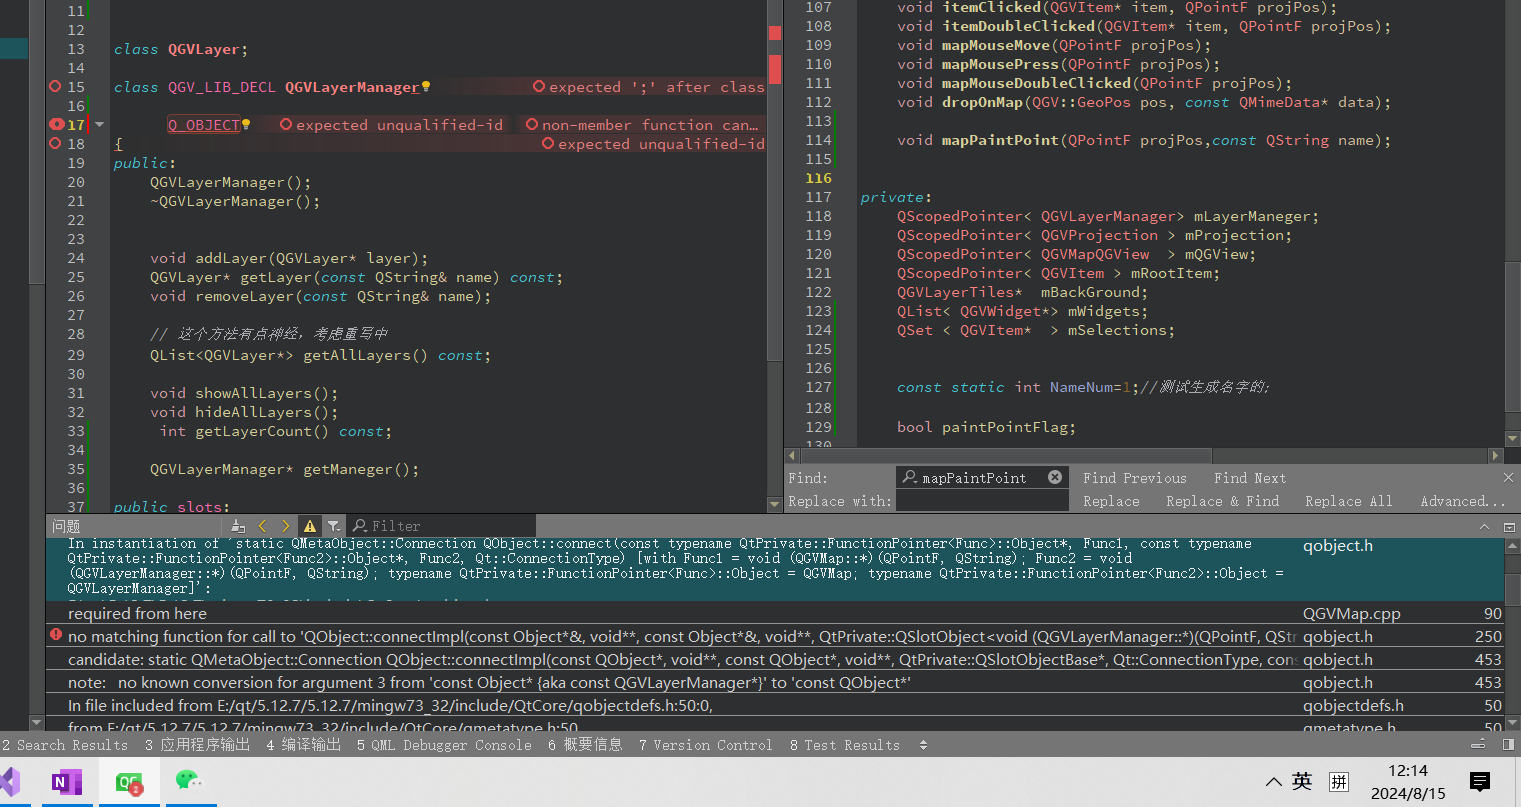 11
12
13 class QGVLayer;
14
15 class QGV_LIB_DECL QGVLayerManager expected ';' after class
16
17 Q_OBJECT expected unqualified-id non-member function can…
18 { expected unqualified-id
19 public:
20 QGVLayerManager();
21 ~QGVLayerManager();
22
23
24 void addLayer(QGVLayer* layer);
25 QGVLayer* getLayer(const QString& name) const;
26 void removeLayer(const QString& name);
27
28 // 这个方法有点神经，考虑重写中
29 QList<QGVLayer*> getAllLayers() const;
30
31 void showAllLayers();
32 void hideAllLayers();
33 int getLayerCount() const;
34
35 QGVLayerManager* getManeger();
36
37 public slots:
107 void itemClicked(QGVItem* item, QPointF projPos);
108 void itemDoubleClicked(QGVItem* item, QPointF projPos);
109 void mapMouseMove(QPointF projPos);
110 void mapMousePress(QPointF projPos);
111 void mapMouseDoubleClicked(QPointF projPos);
112 void dropOnMap(QGV::GeoPos pos, const QMimeData* data);
113
114 void mapPaintPoint(QPointF projPos,const QString name);
115
116
117 private:
118 QScopedPointer< QGVLayerManager> mLayerManeger;
119 QScopedPointer< QGVProjection > mProjection;
120 QScopedPointer< QGVMapQGView > mQGView;
121 QScopedPointer< QGVItem > mRootItem;
122 QGVLayerTiles* mBackGround;
123 QList< QGVWidget*> mWidgets;
124 QSet < QGVItem* > mSelections;
125
126
127 const static int NameNum=1;//测试生成名字的;
128
129 bool paintPointFlag;
130
Find: mapPaintPoint Find Previous Find Next
Replace with: Replace Replace & Find Replace All Advanced...
问题 Filter
In instantiation of 'static QMetaObject::Connection QObject::connect(const typename QtPrivate::FunctionPointer<Func>::Object*, Func1, const typename qobject.h
QtPrivate::FunctionPointer<Func2>::Object*, Func2, Qt::ConnectionType) [with Func1 = void (QGVMap::*)(QPointF, QString); Func2 = void
(QGVLayerManager::*)(QPointF, QString); typename QtPrivate::FunctionPointer<Func>::Object = QGVMap; typename QtPrivate::FunctionPointer<Func2>::Object =
QGVLayerManager]':
required from here QGVMap.cpp 90
no matching function for call to 'QObject::connectImpl(const Object*&, void**, const Object*&, void**, QtPrivate::QSlotObject<void (QGVLayerManager::*)(QPointF, QStr qobject.h 250
candidate: static QMetaObject::Connection QObject::connectImpl(const QObject*, void**, const QObject*, void**, QtPrivate::QSlotObjectBase*, Qt::ConnectionType, cons qobject.h 453
note: no known conversion for argument 3 from 'const Object* {aka const QGVLayerManager*}' to 'const QObject*' qobject.h 453
In file included from E:/qt/5.12.7/5.12.7/mingw73_32/include/QtCore/qobjectdefs.h:50:0, qobjectdefs.h 50
from E:/qt/5.12.7/5.12.7/mingw73_32/include/QtCore/qmetatype.h:50, qmetatype.h 50
2 Search Results 3 应用程序输出 4 编译输出 5 QML Debugger Console 6 概要信息 7 Version Control 8 Test Results
N QC 2 英 拼 12:14
2024/8/15